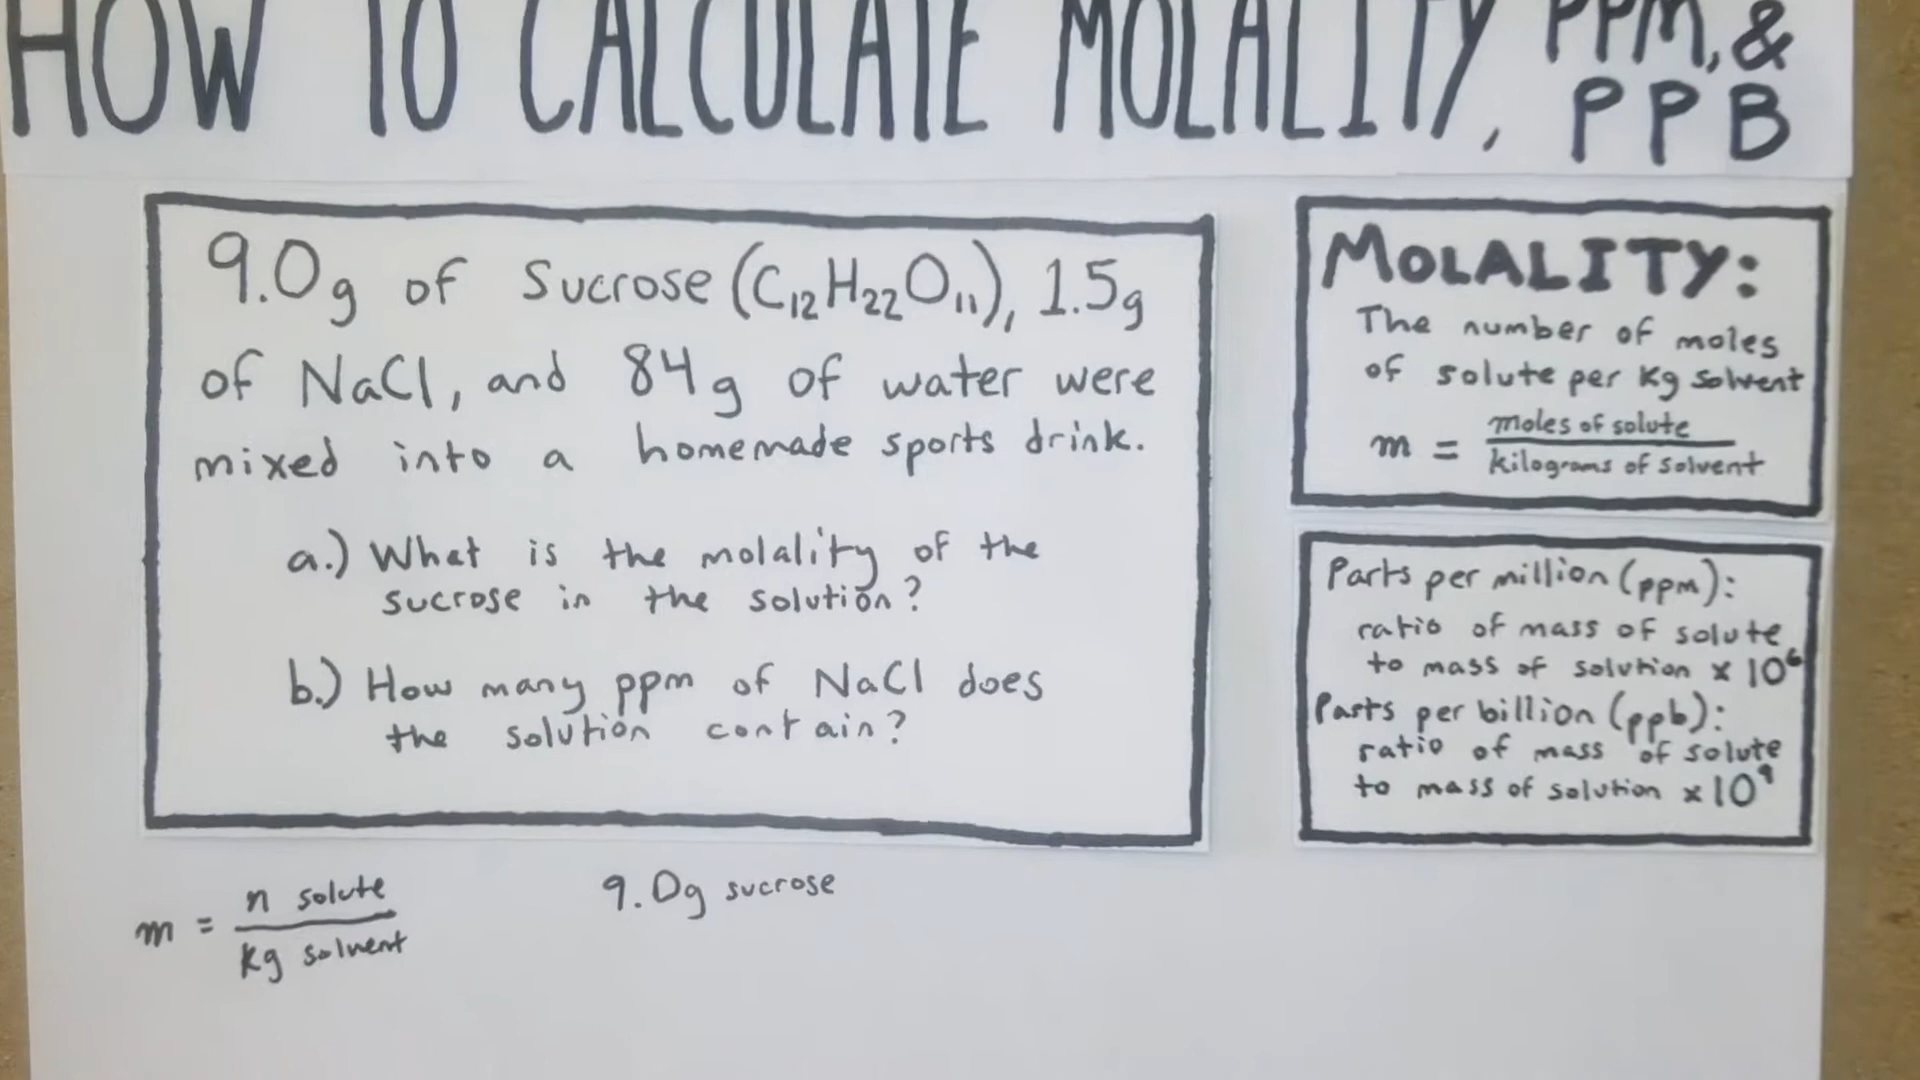 HOW TO CALCULATE MOLALITY, PPM, &
PPB
9.0g of Sucrose (C₁₂H₂₂O₁₁), 1.5g
of NaCl, and 84g of water were
mixed into a homemade sports drink.
a.) What is the molality of the
sucrose in the solution?
b.) How many ppm of NaCl does
the solution contain?
MOLALITY:
The number of moles
of solute per Kg solvent
m = moles of solute
kilograms of solvent
Parts per million (ppm):
ratio of mass of solute
to mass of solution x 10⁶
Parts per billion (ppb):
ratio of mass of solute
to mass of solution x 10⁹
m = n solute
kg solvent
9.0g sucrose